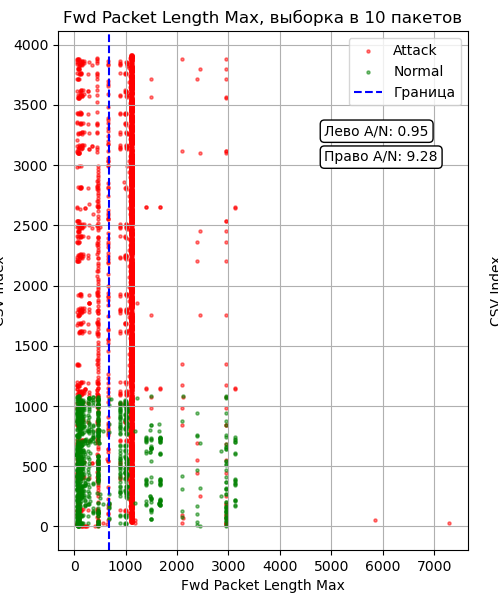 Fwd Packet Length Max, выборка в 10 пакетов
Attack
Normal
Граница
Лево A/N: 0.95
Право A/N: 9.28
4000
3500
3000
2500
2000
1500
1000
500
0
CSV Index
CSV Index
0 1000 2000 3000 4000 5000 6000 7000
Fwd Packet Length Max